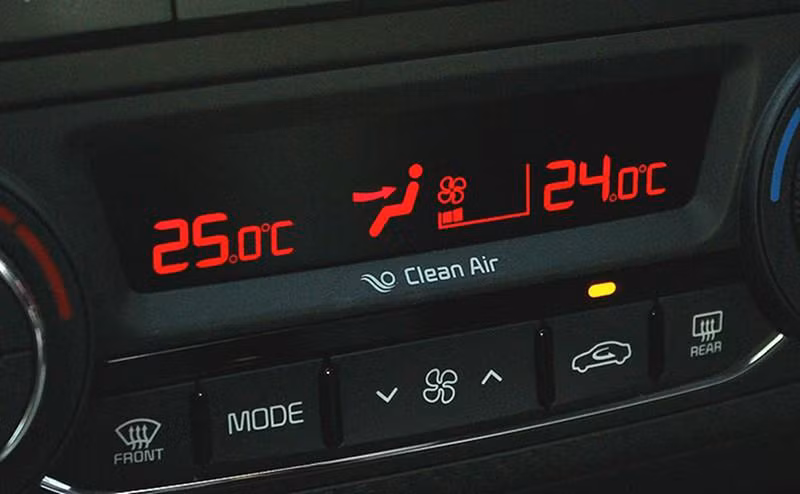 25.0°C
24.0°C
Clean Air
FRONT
MODE
REAR